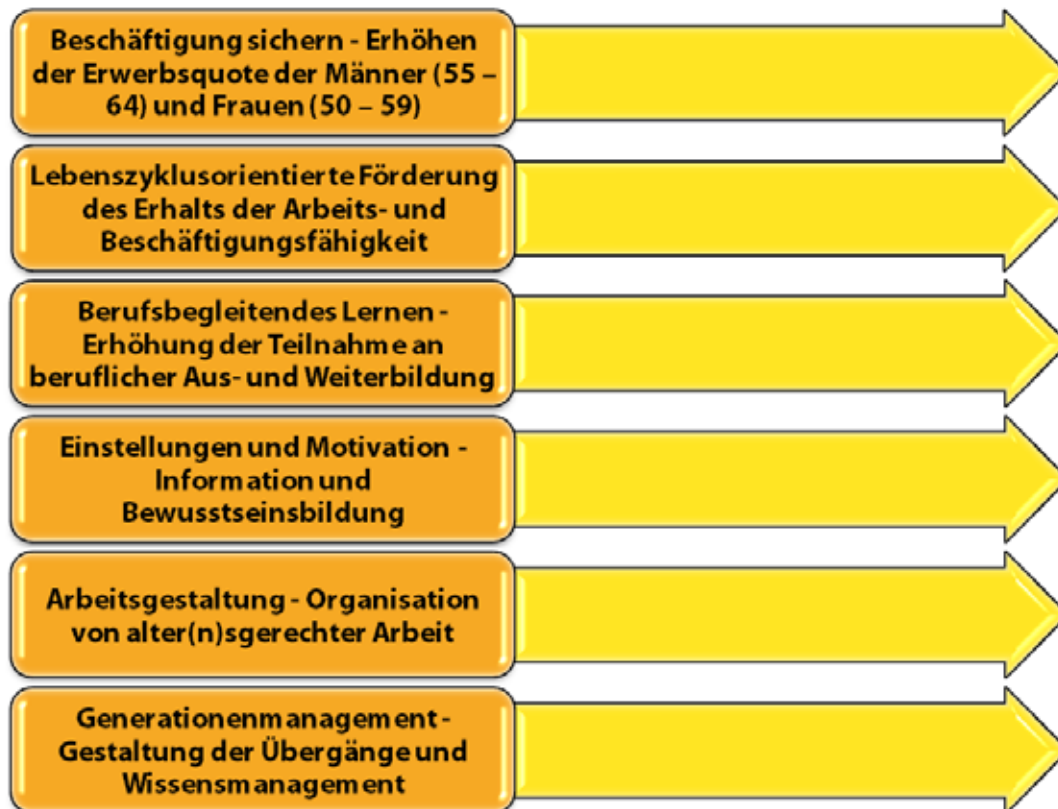 Beschäftigung sichern - Erhöhen
der Erwerbsquote der Männer (55 –
64) und Frauen (50 – 59)
Lebenszyklusorientierte Förderung
des Erhalts der Arbeits- und
Beschäftigungsfähigkeit
Berufsbegleitendes Lernen -
Erhöhung der Teilnahme an
beruflicher Aus- und Weiterbildung
Einstellungen und Motivation -
Information und
Bewusstseinsbildung
Arbeitsgestaltung - Organisation
von alter(n)sgerechter Arbeit
Generationenmanagement -
Gestaltung der Übergänge und
Wissensmanagement